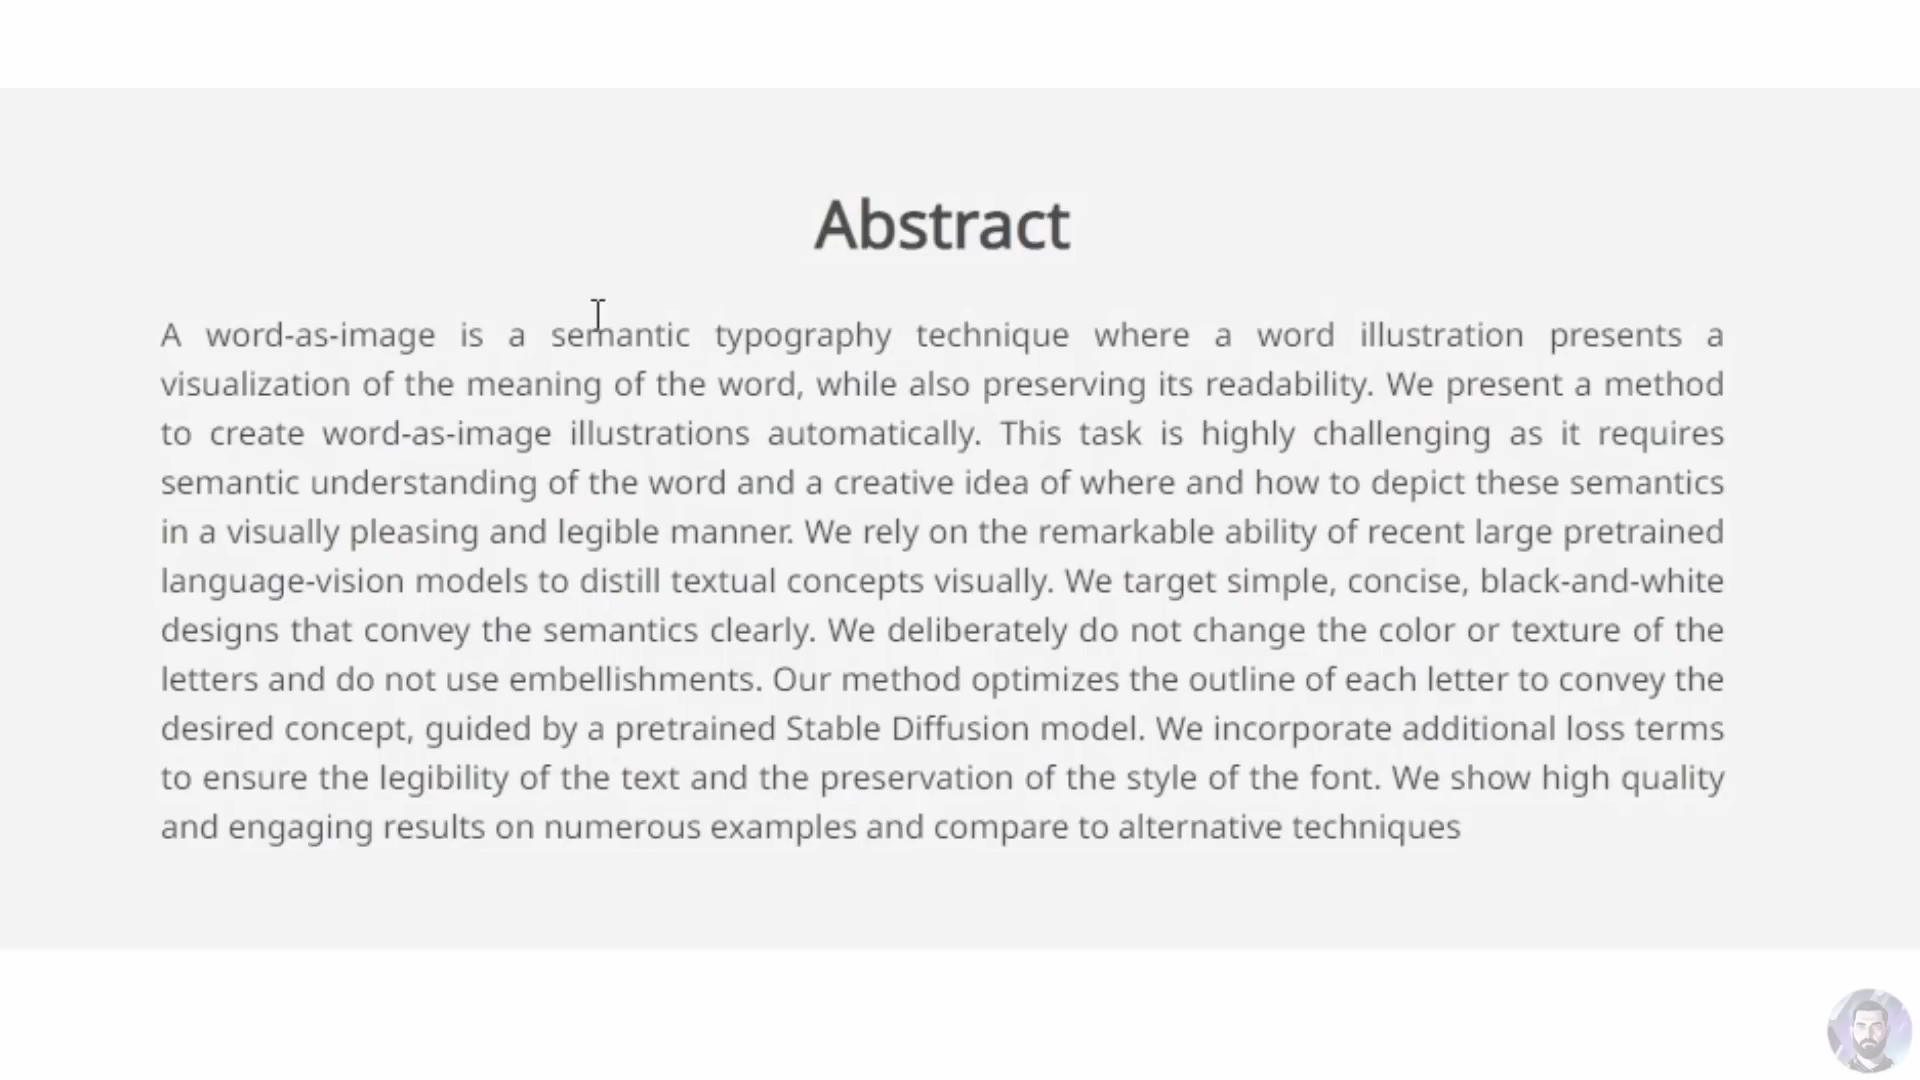 Abstract
A word-as-image is a semantic typography technique where a word illustration presents a
visualization of the meaning of the word, while also preserving its readability. We present a method
to create word-as-image illustrations automatically. This task is highly challenging as it requires
semantic understanding of the word and a creative idea of where and how to depict these semantics
in a visually pleasing and legible manner. We rely on the remarkable ability of recent large pretrained
language-vision models to distill textual concepts visually. We target simple, concise, black-and-white
designs that convey the semantics clearly. We deliberately do not change the color or texture of the
letters and do not use embellishments. Our method optimizes the outline of each letter to convey the
desired concept, guided by a pretrained Stable Diffusion model. We incorporate additional loss terms
to ensure the legibility of the text and the preservation of the style of the font. We show high quality
and engaging results on numerous examples and compare to alternative techniques